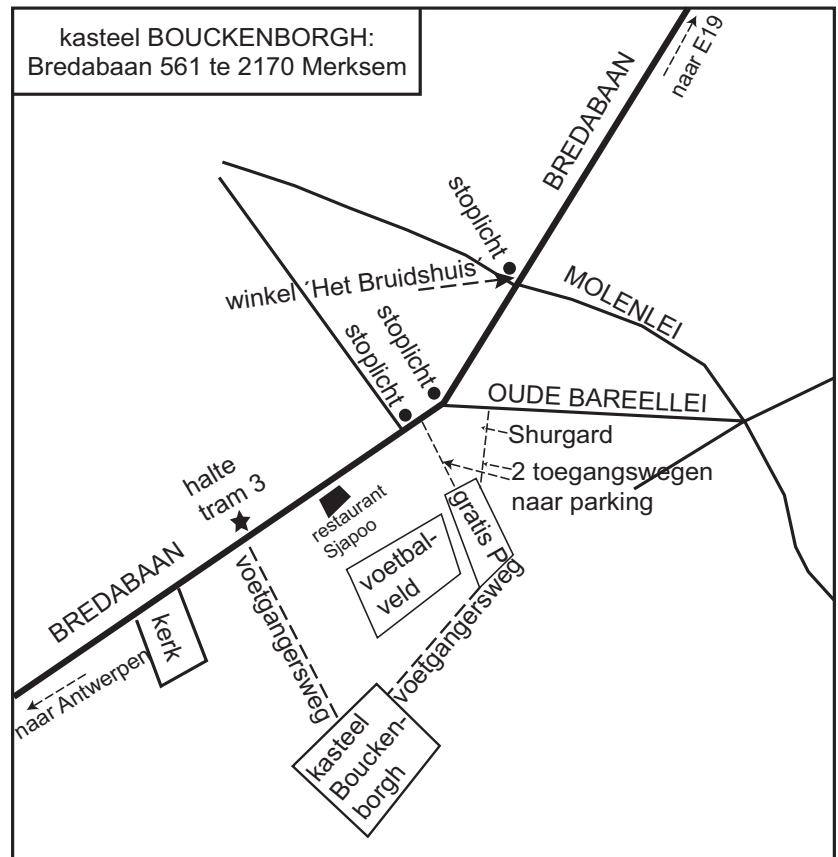 kasteel BOUCKENBORGH:
Bredabaan 561 te 2170 Merksem
naar E19
BREDABAAN
stoplicht
winkel ´Het Bruidshuis´
MOLENLEI
stoplicht
stoplicht
OUDE BAREELLEI
Shurgard
2 toegangswegen
naar parking
halte
tram 3
restaurant
Sjapoo
gratis P
voetbal-
veld
BREDABAAN
voetgangersweg
voetgangersweg
kerk
naar Antwerpen
kasteel
Boucken-
borgh